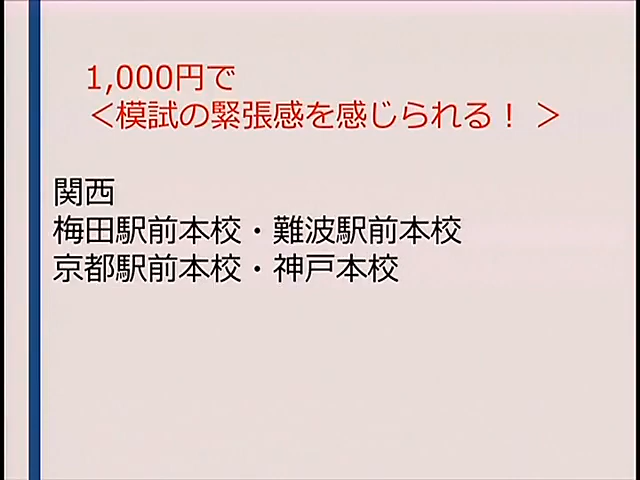 1,000円で
＜模試の緊張感を感じられる！ ＞
関西
梅田駅前本校・難波駅前本校
京都駅前本校・神戸本校